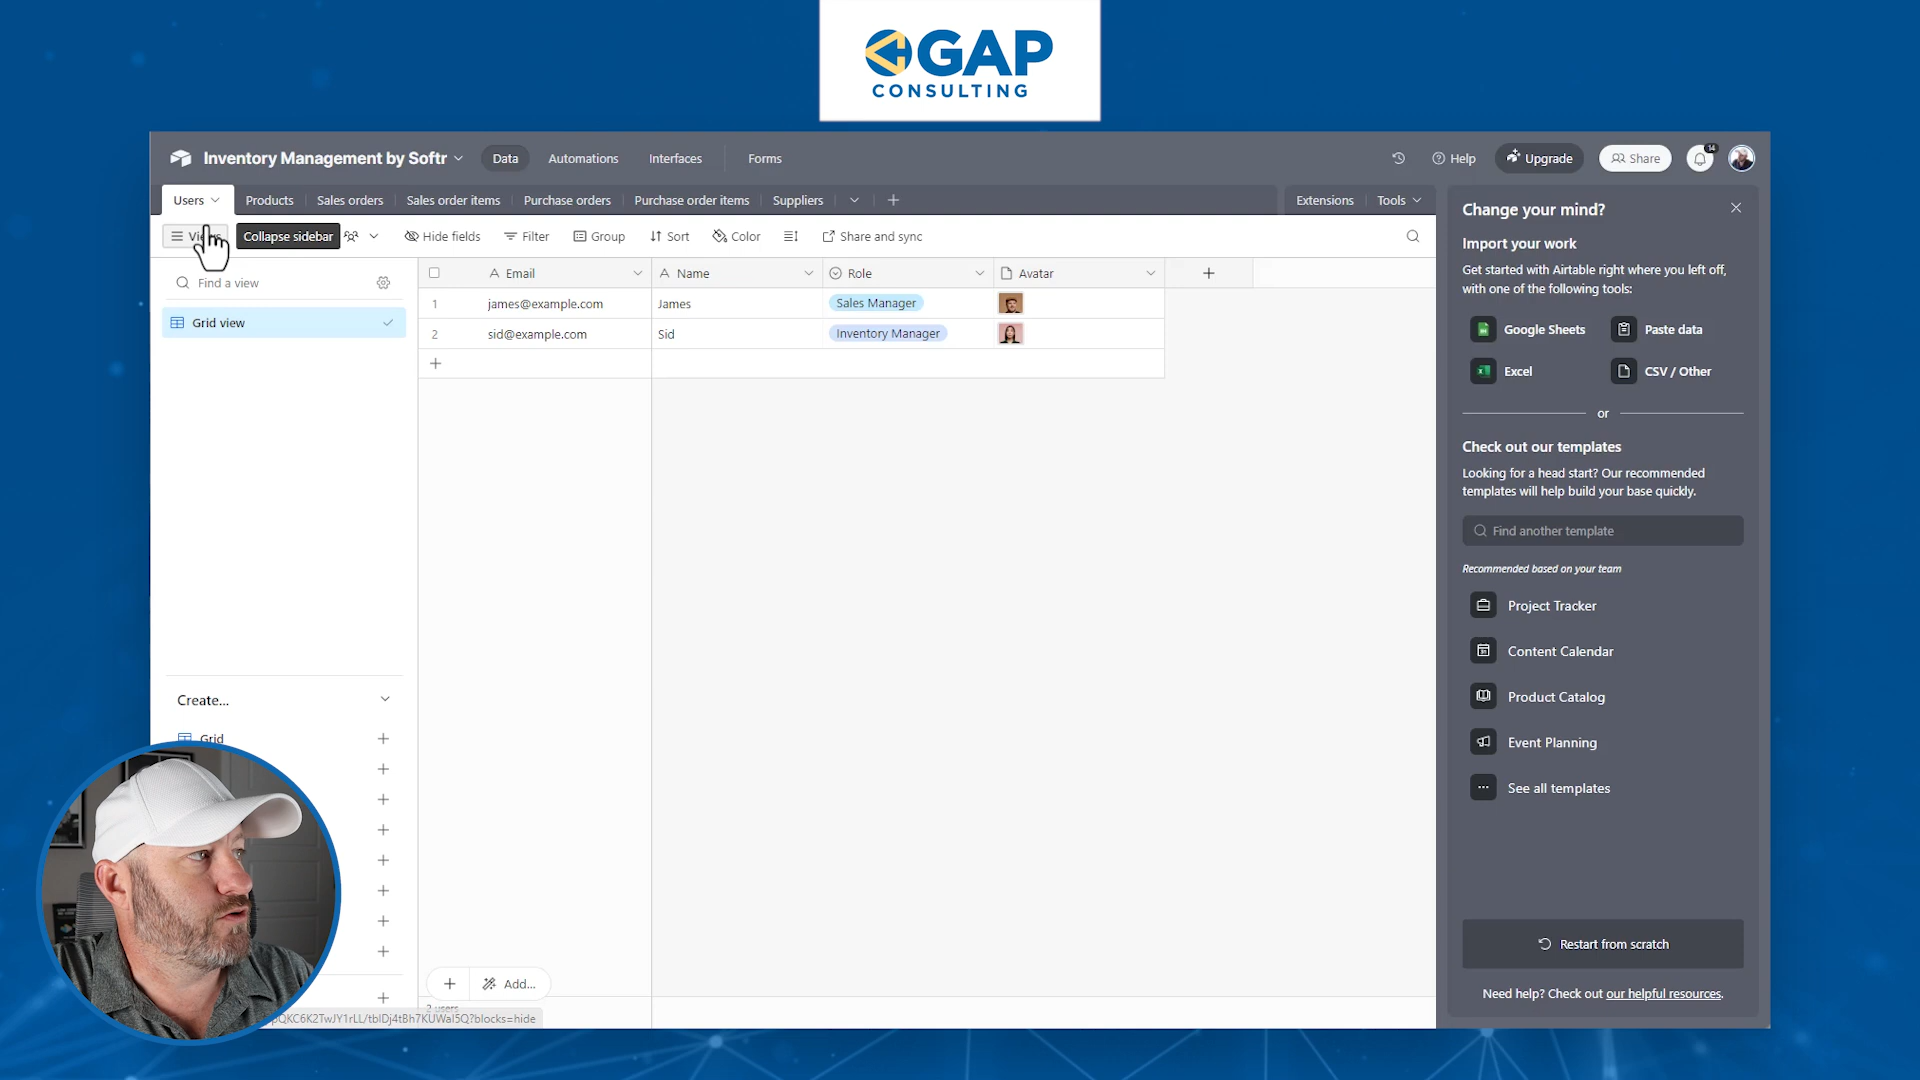 GAP
CONSULTING
Inventory Management by Softr
Data
Automations
Interfaces
Forms
Help
Upgrade
Share
14
Users
Products
Sales orders
Sales order items
Purchase orders
Purchase order items
Suppliers
Extensions
Tools
Collapse sidebar
Hide fields
Filter
Group
Sort
Color
Share and sync
Find a view
Grid view
Create...
Grid
Email
Name
Role
Avatar
1
james@example.com
James
Sales Manager
2
sid@example.com
Sid
Inventory Manager
Add...
2 users
Change your mind?
Import your work
Get started with Airtable right where you left off,
with one of the following tools:
Google Sheets
Paste data
Excel
CSV / Other
or
Check out our templates
Looking for a head start? Our recommended
templates will help build your base quickly.
Find another template
Recommended based on your team
Project Tracker
Content Calendar
Product Catalog
Event Planning
See all templates
Restart from scratch
Need help? Check out our helpful resources.